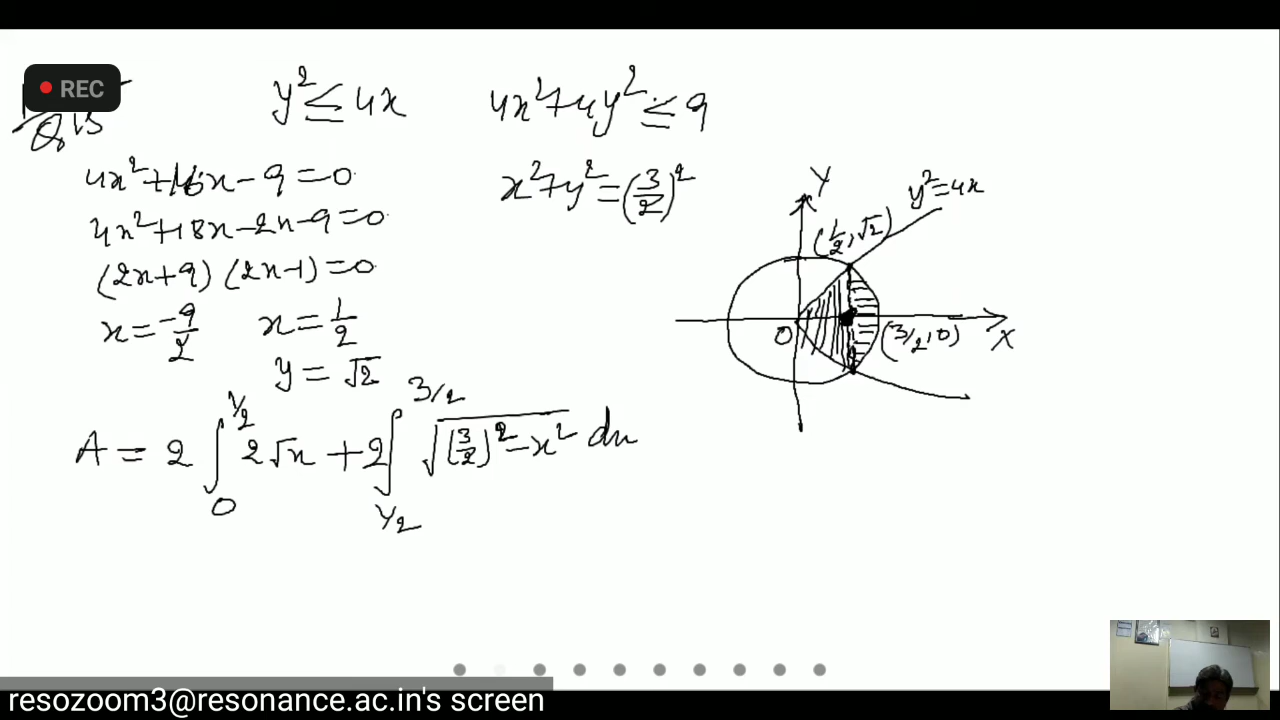 REC
Q 15
y² ≤ 4x 4x² + 4y² ≤ 9
4x² + 16x - 9 = 0 x² + y² = (3/2)²
4x² + 18x - 2x - 9 = 0
(2x + 9) (2x - 1) = 0
x = -9/2 x = 1/2
y = √2
A = 2 ∫₀^{1/2} 2√x + 2 ∫_{1/2}^{3/2} √((3/2)² - x²) dx
Y
y² = 4x
(1/2, √2)
O
(3/2, 0)
X
resozoom3@resonance.ac.in's screen